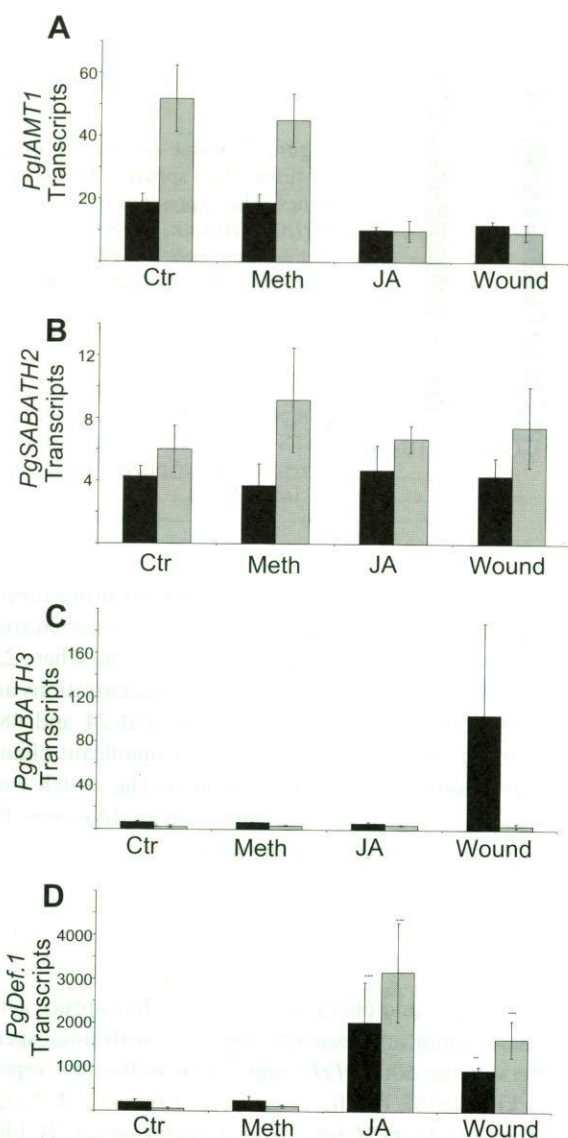 A
PgIAMT1
Transcripts
60
40
20
10
Ctr
Meth
JA
Wound
B
PgSABATH2
Transcripts
12
8
4
Ctr
Meth
JA
Wound
C
PgSABATH3
Transcripts
160
120
80
40
Ctr
Meth
JA
Wound
D
PgDef.1
Transcripts
4000
3000
2000
1000
Ctr
Meth
JA
Wound